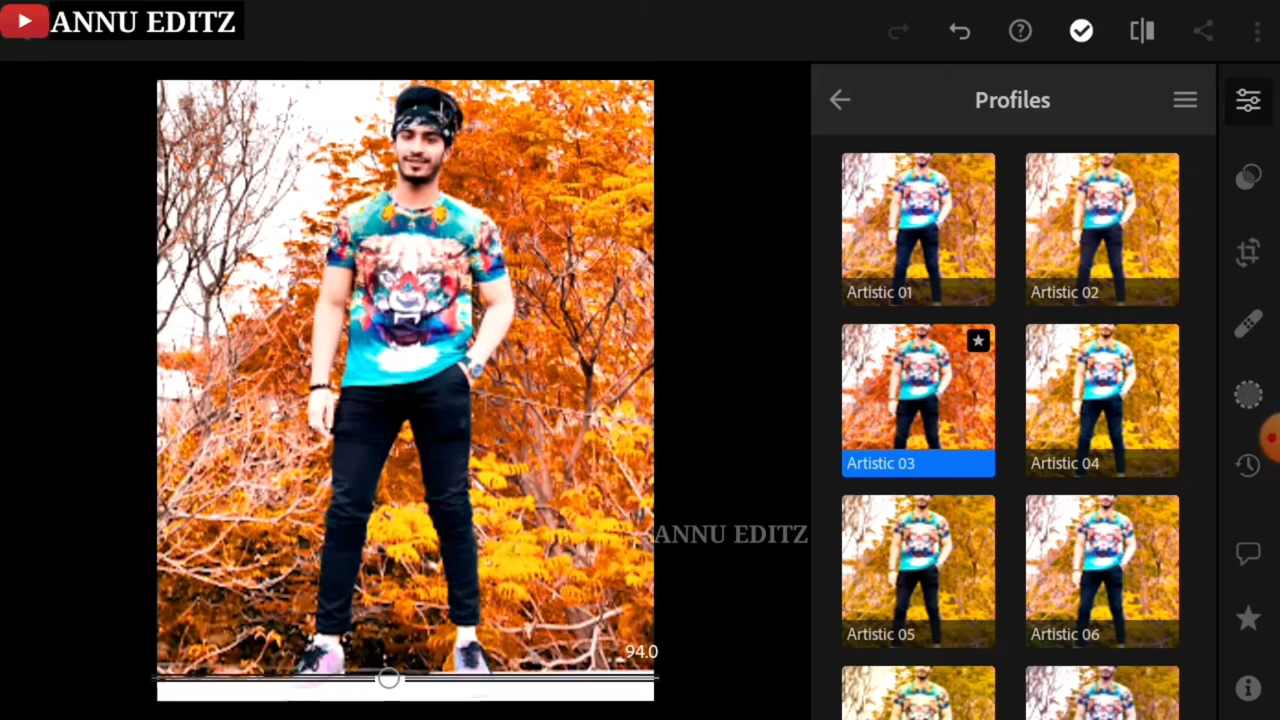 ANNU EDITZ
Profiles
Artistic 01
Artistic 02
Artistic 03
Artistic 04
ANNU EDITZ
Artistic 05
Artistic 06
94.0